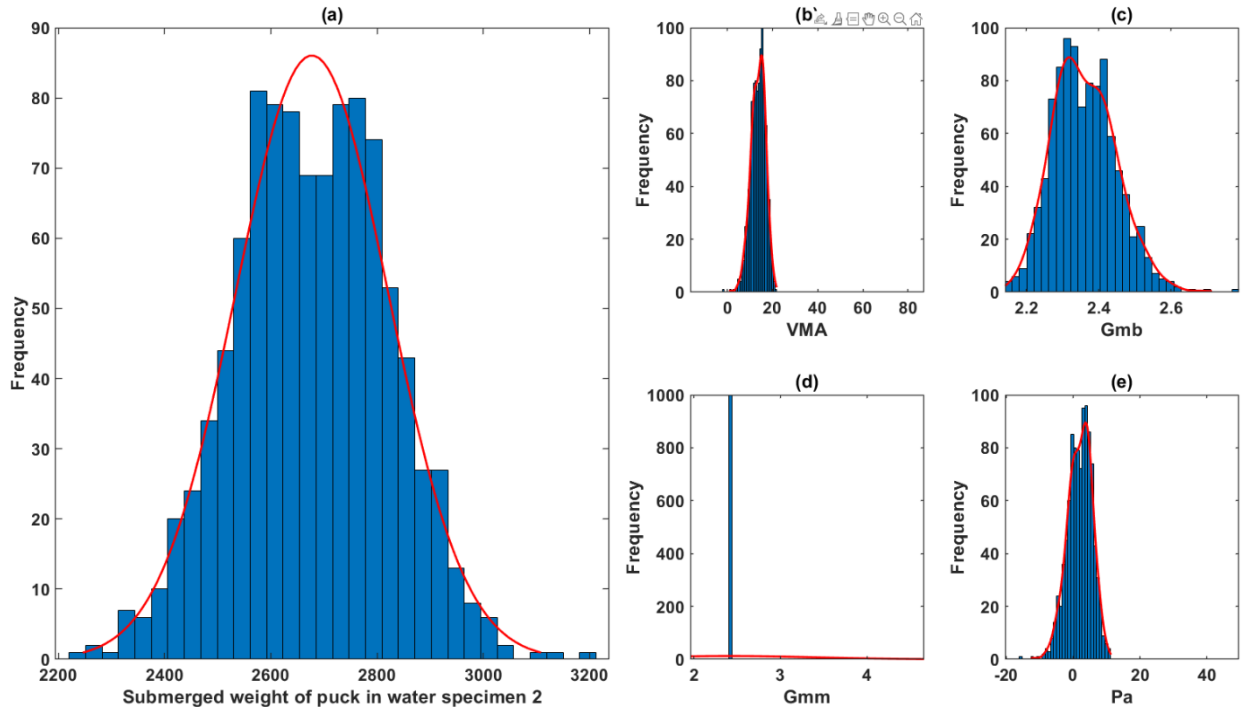 (a)
90
80
70
60
50
40
30
20
10
0
Frequency
2200 2400 2600 2800 3000 3200
Submerged weight of puck in water specimen 2
(b)
100
80
60
40
20
0
Frequency
0 20 40 60 80
VMA
(c)
100
80
60
40
20
0
Frequency
2.2 2.4 2.6
Gmb
(d)
1000
800
600
400
200
0
Frequency
2 3 4
Gmm
(e)
100
80
60
40
20
0
Frequency
-20 0 20 40
Pa